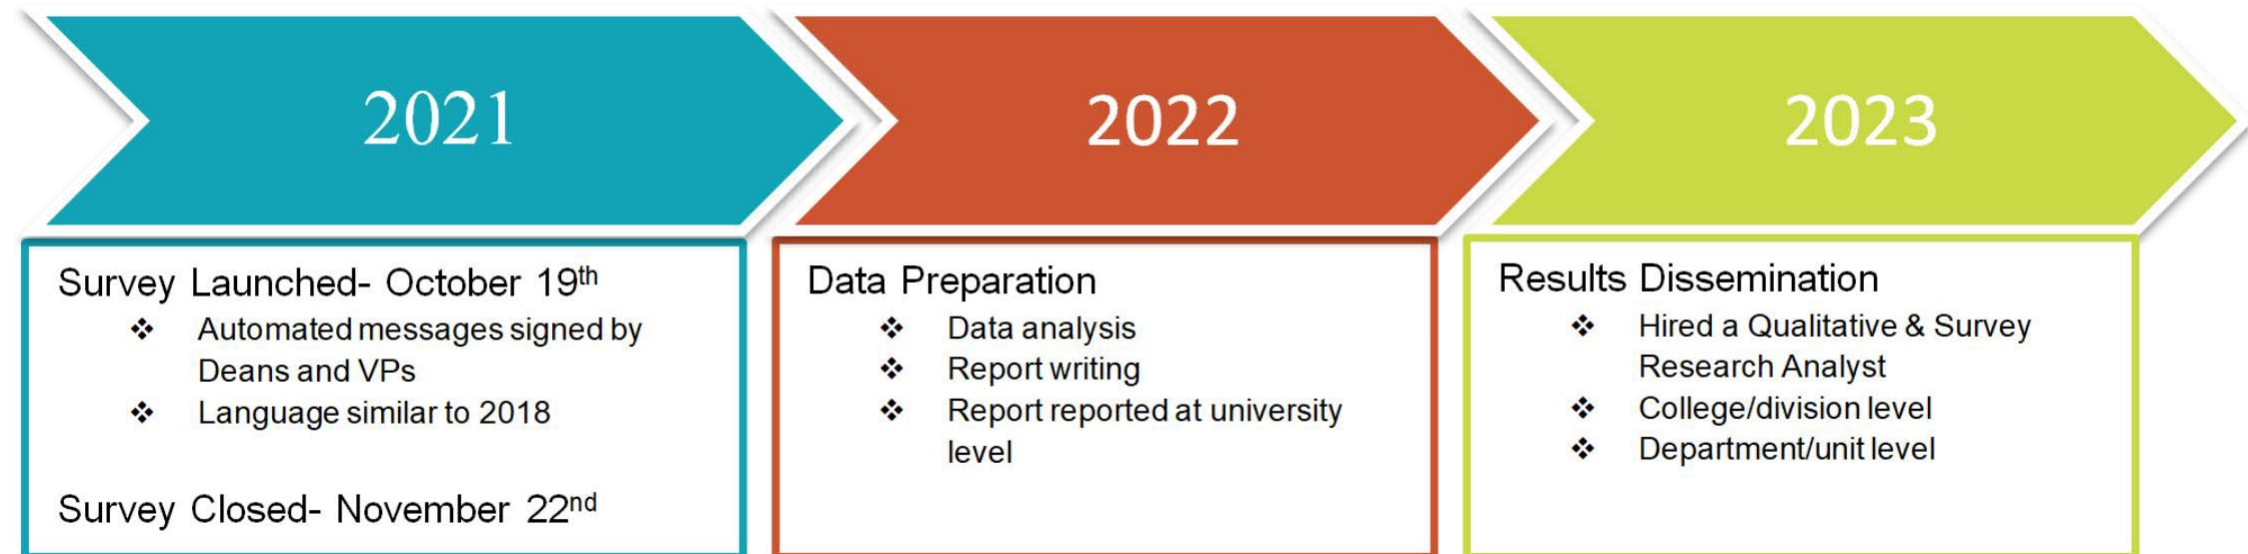 2021
Survey Launched- October 19th
❖ Automated messages signed by
Deans and VPs
❖ Language similar to 2018
Survey Closed- November 22nd
2022
Data Preparation
❖ Data analysis
❖ Report writing
❖ Report reported at university
level
2023
Results Dissemination
❖ Hired a Qualitative & Survey
Research Analyst
❖ College/division level
❖ Department/unit level